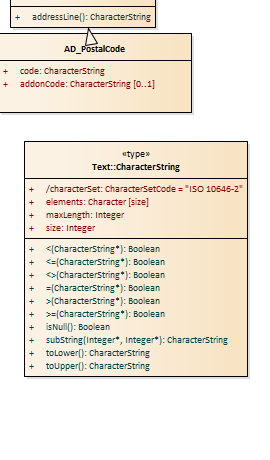 + addressLine(): CharacterString
AD_PostalCode
+ code: CharacterString
+ addonCode: CharacterString [0..1]
«type»
Text::CharacterString
+ /characterSet: CharacterSetCode = "ISO 10646-2"
+ elements: Character [size]
+ maxLength: Integer
+ size: Integer
+ <(CharacterString*): Boolean
+ <=(CharacterString*): Boolean
+ <>(CharacterString*): Boolean
+ =(CharacterString*): Boolean
+ >(CharacterString*): Boolean
+ >=(CharacterString*): Boolean
+ isNull(): Boolean
+ subString(Integer*, Integer*): CharacterString
+ toLower(): CharacterString
+ toUpper(): CharacterString